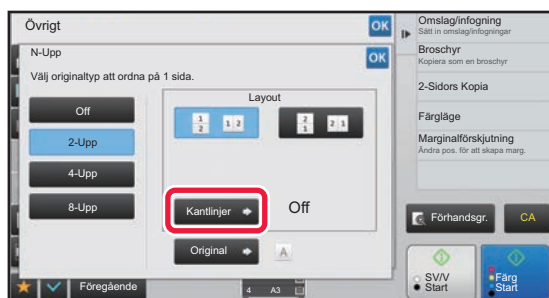 Övrigt
OK
N-Upp
OK
Välj originaltyp att ordna på 1 sida.
Off
2-Upp
4-Upp
8-Upp
Layout
1
2
1 2
2
1
2 1
Kantlinjer
Off
Original
A
Föregående
4 A3
Omslag/infogning
Sätt in omslag/infogningar
Broschyr
Kopiera som en broschyr
2-Sidors Kopia
Färgläge
Marginalförskjutning
Ändra pos. för att skapa marg.
Förhandsgr.
CA
SV/V
Start
Färg
Start